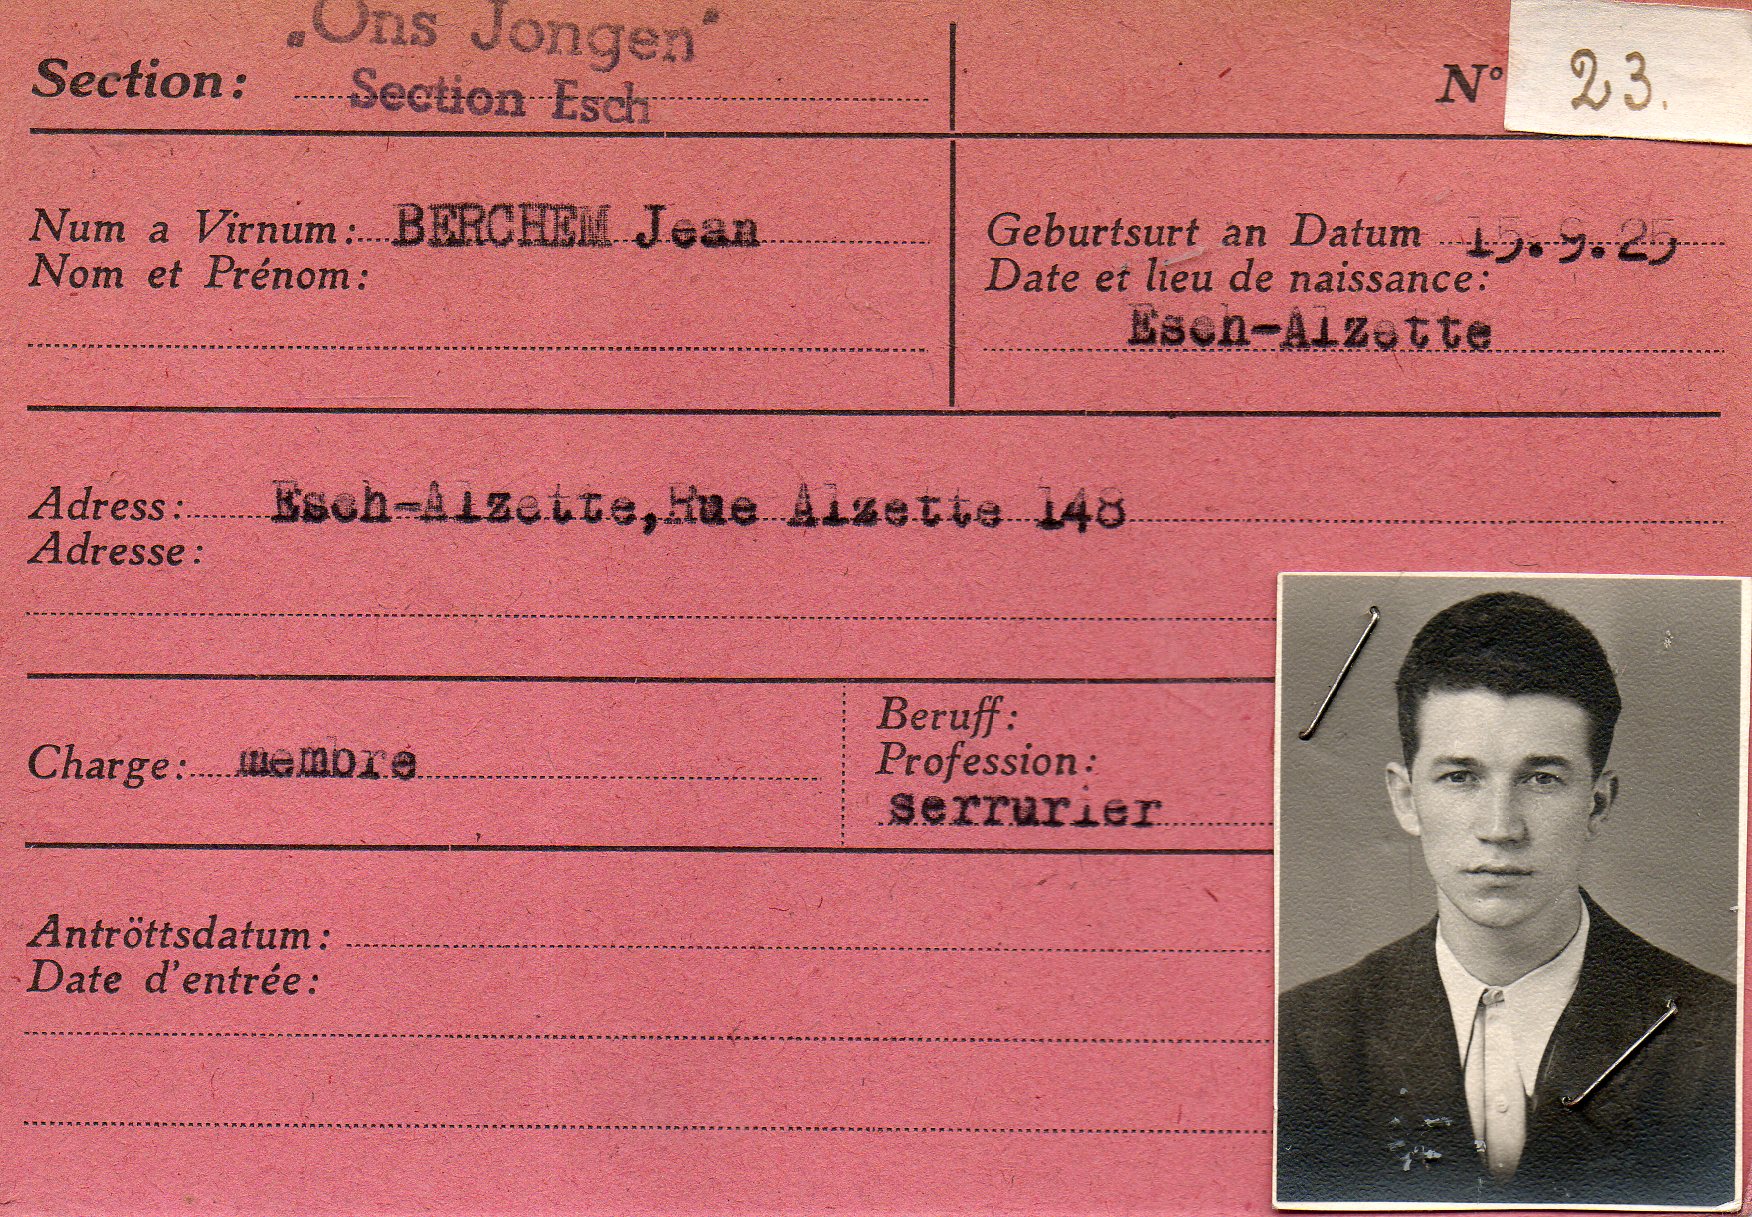 „Ons Jongen"
Section: Section Esch
N° 23.
Num a Virnum: BERCHEM Jean
Nom et Prénom:
Geburtsurt an Datum 15.9.25
Date et lieu de naissance:
Esch-Alzette
Adress: Esch-Alzette, Rue Alzette 148
Adresse:
Charge: membre
Beruff:
Profession:
serrurier
Antröttsdatum:
Date d'entrée: